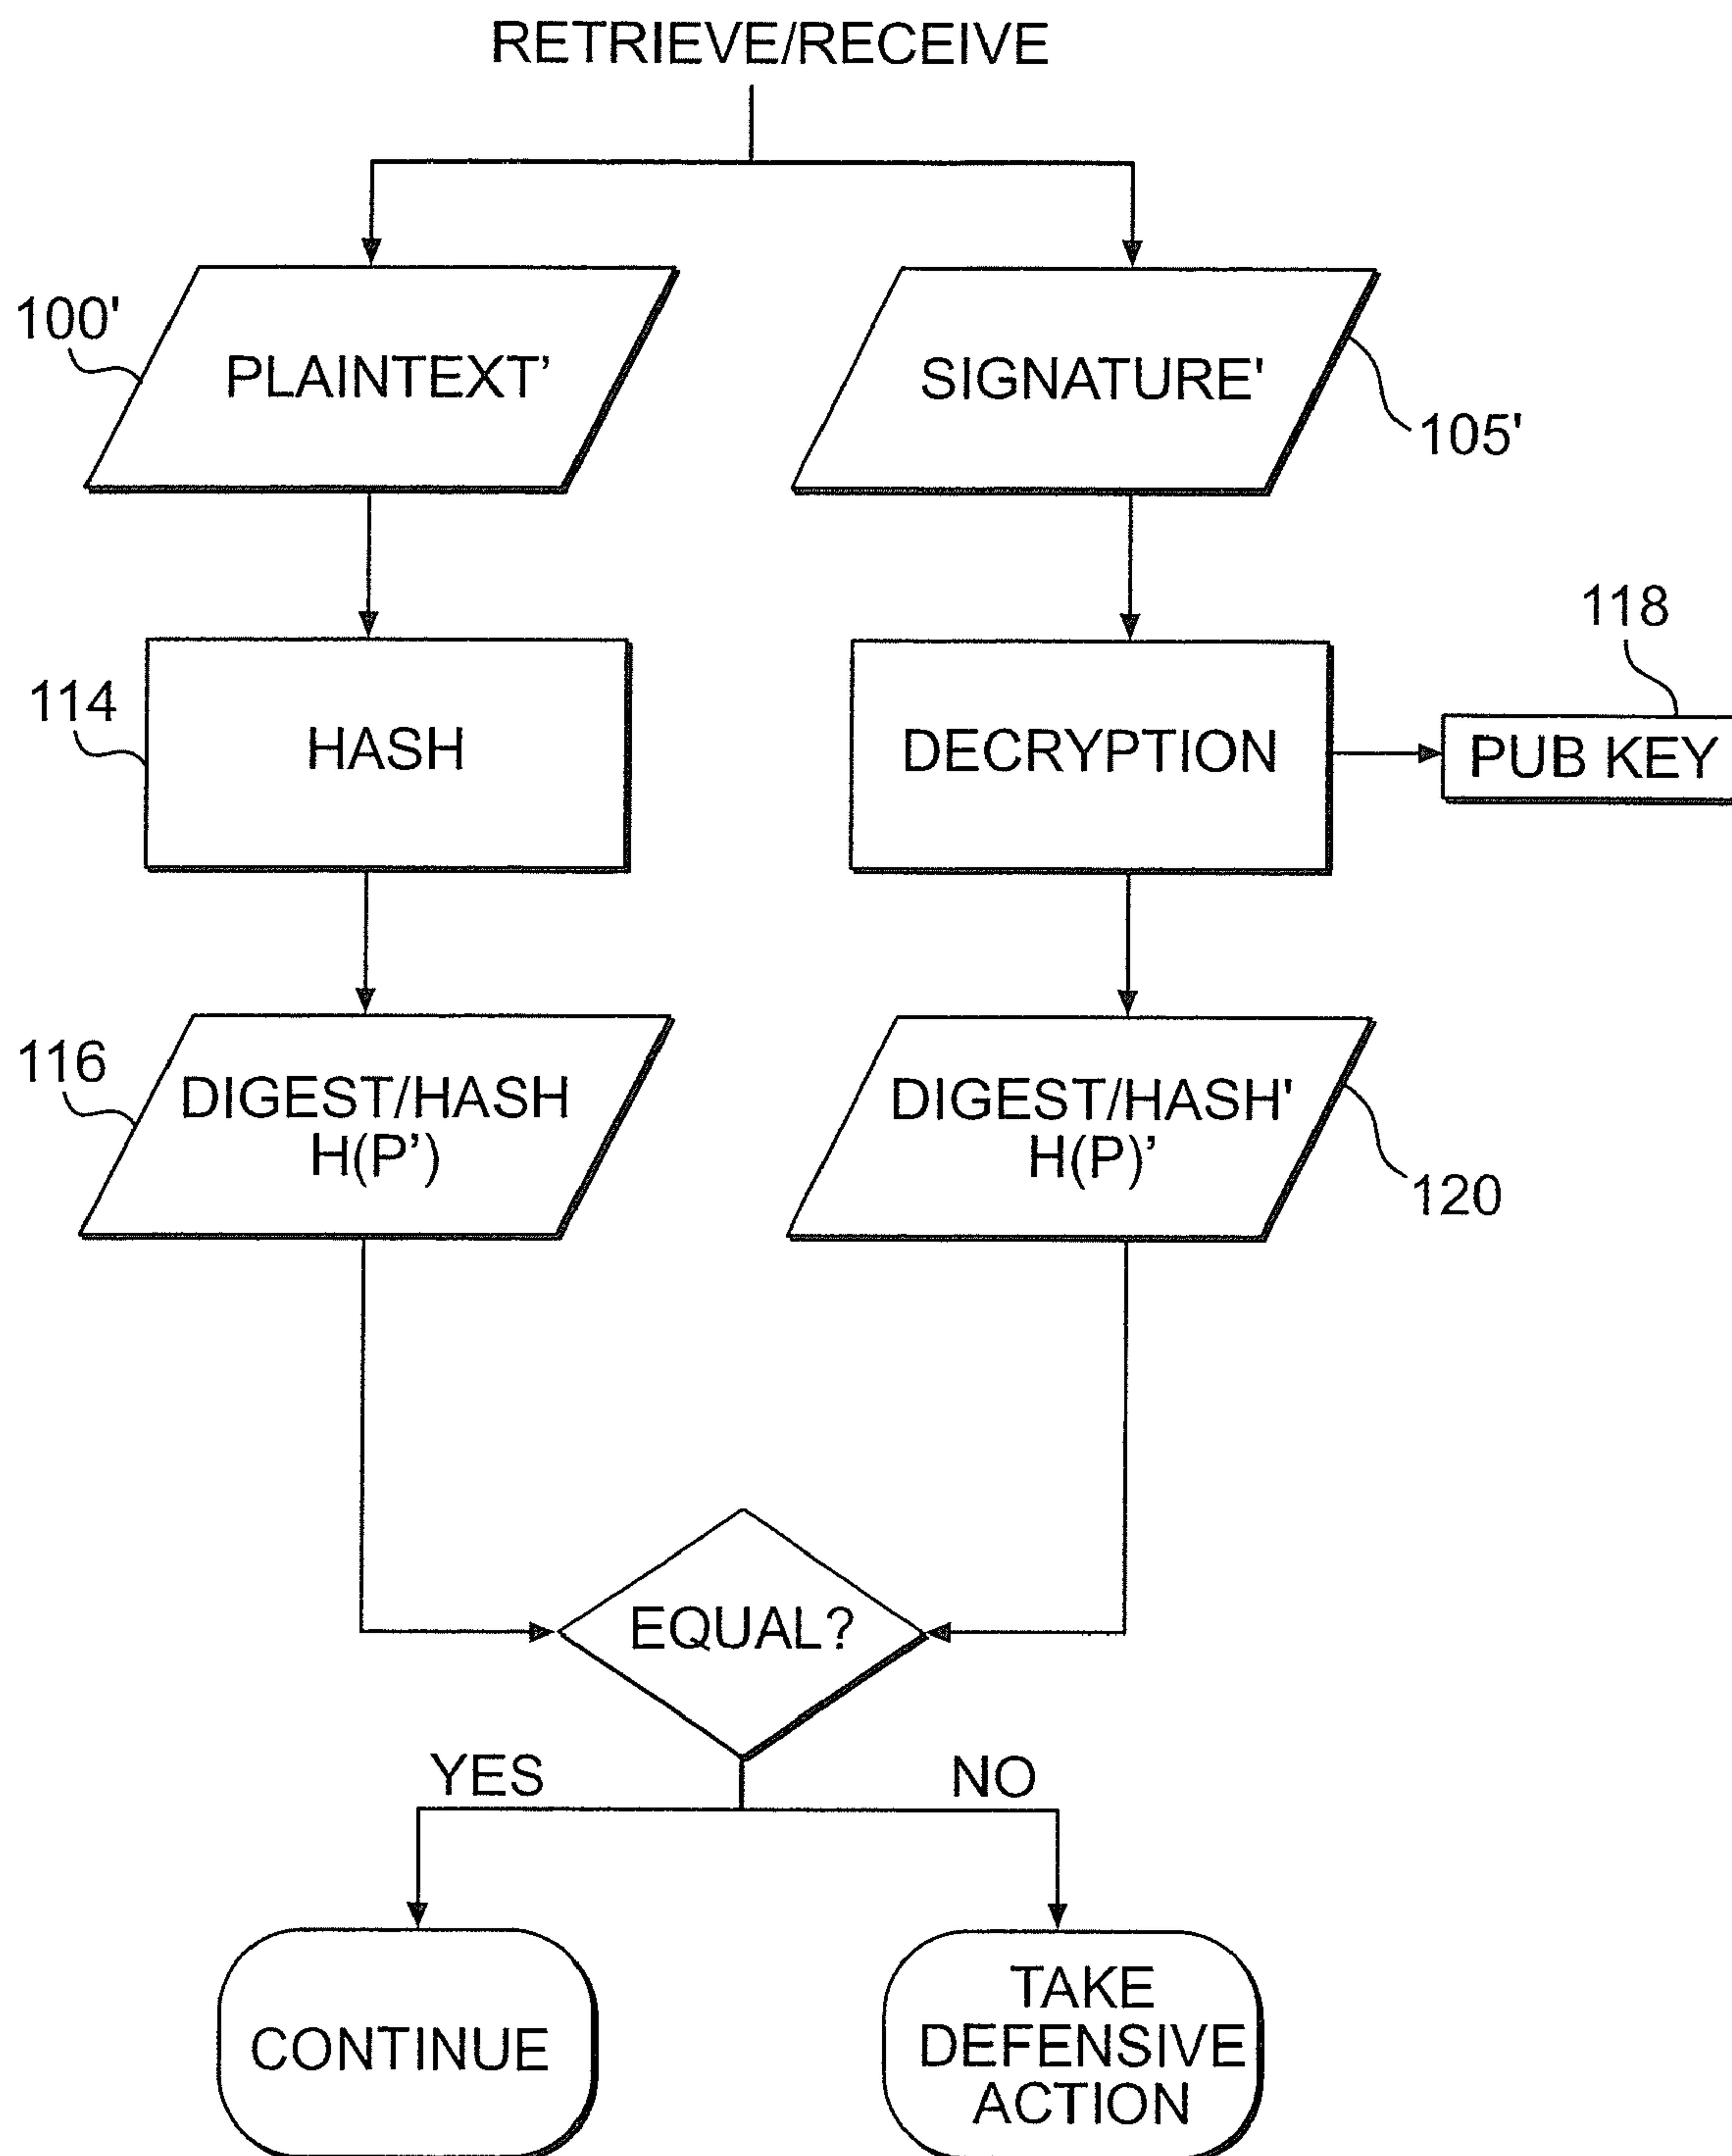 RETRIEVE/RECEIVE
100'
PLAINTEXT’
SIGNATURE'
105'
118
114
HASH
DECRYPTION
PUB KEY
116
DIGEST/HASH
H(P’)
DIGEST/HASH'
H(P)’
120
EQUAL?
YES
NO
CONTINUE
TAKE
DEFENSIVE
ACTION